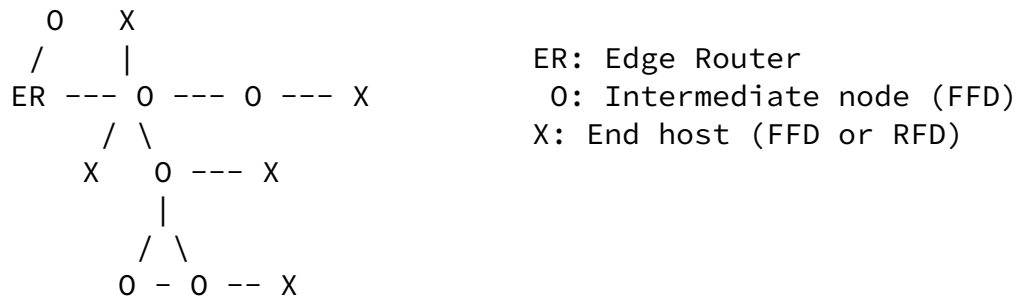 O X
/ | ER: Edge Router
ER --- O --- O --- X O: Intermediate node (FFD)
/ \ X: End host (FFD or RFD)
X O --- X
|
/ \
O - O -- X